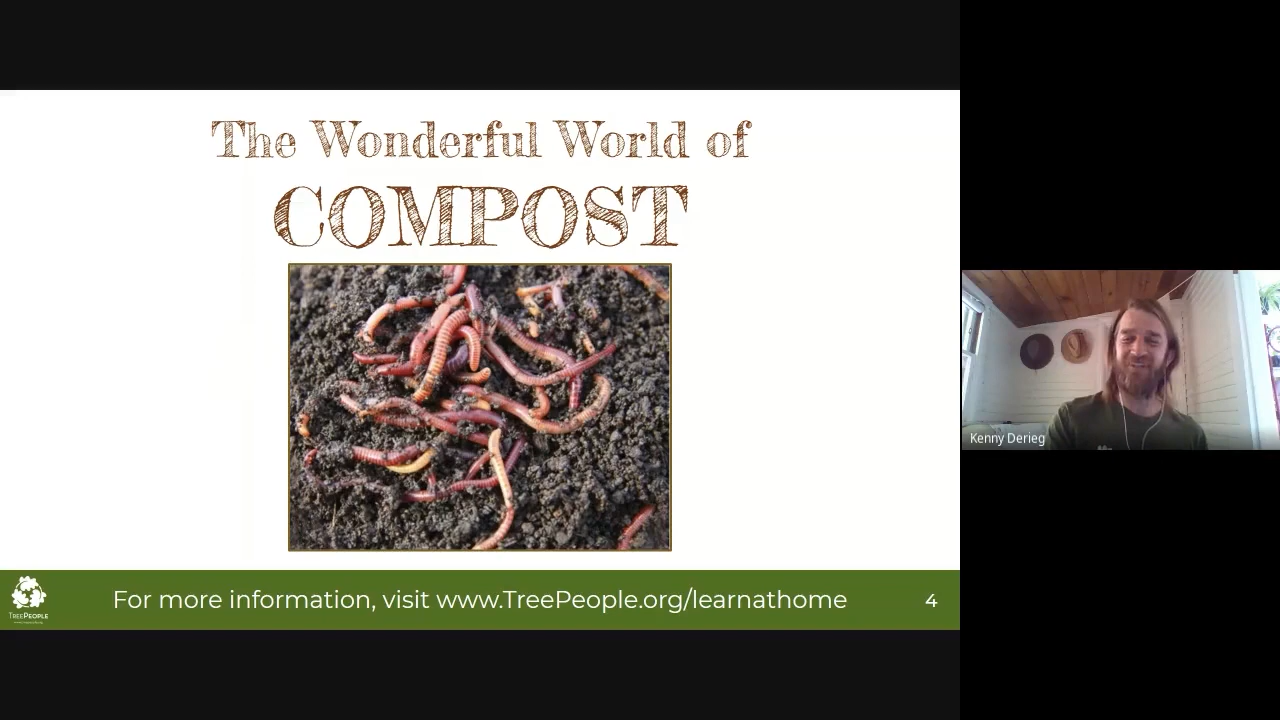 The Wonderful World of
COMPOST
Kenny Derieg
TREEPEOPLE
For more information, visit www.TreePeople.org/learnathome
4